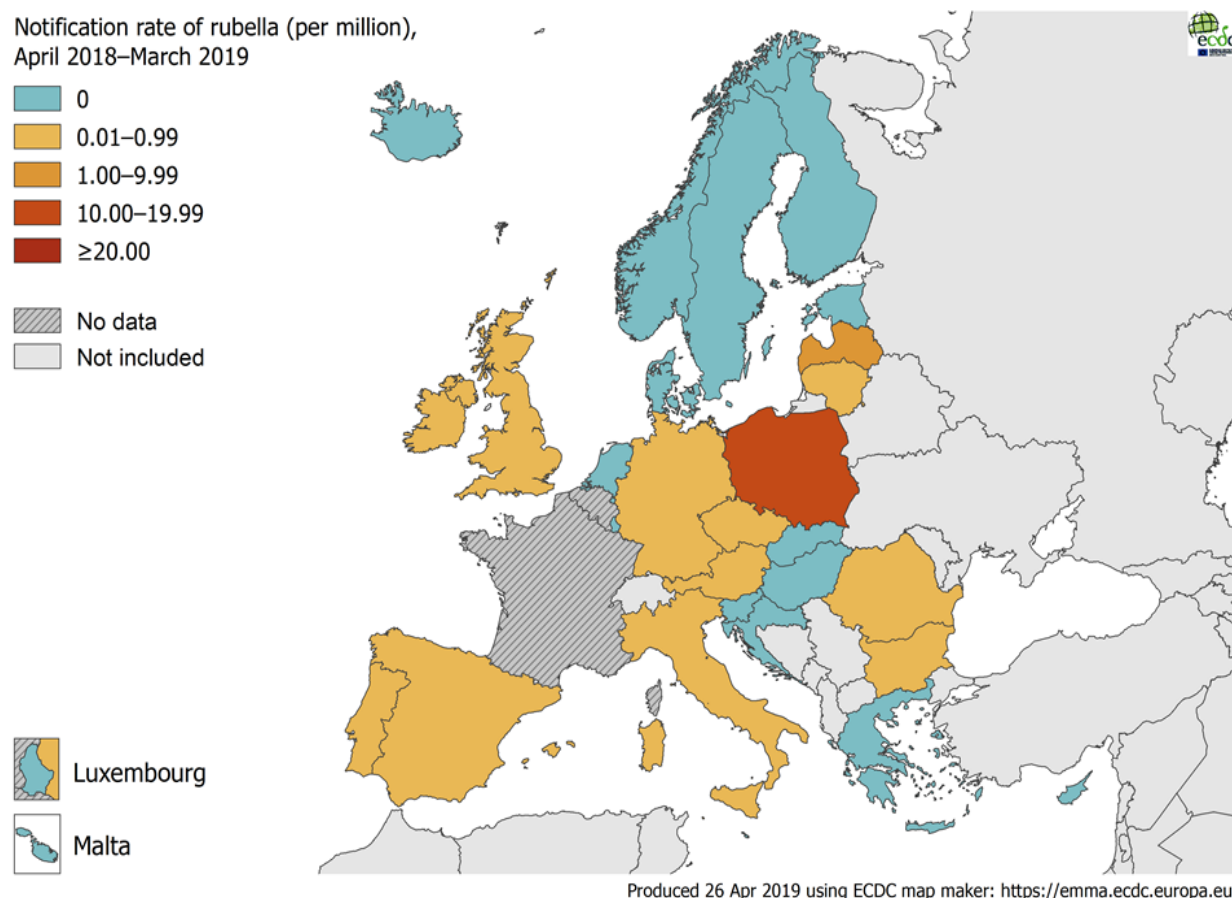 Notification rate of rubella (per million),
April 2018–March 2019
0
0.01–0.99
1.00–9.99
10.00–19.99
≥20.00
No data
Not included
Luxembourg
Malta
ecdc
Produced 26 Apr 2019 using ECDC map maker: https://emma.ecdc.europa.eu